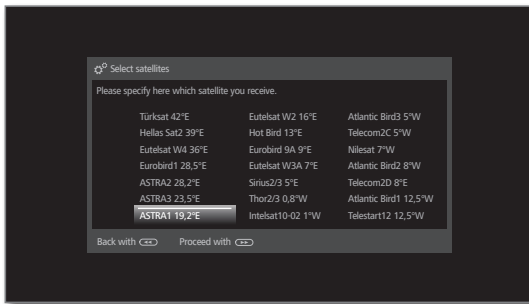 Select satellites
Please specify here which satellite you receive.
Türksat 42°E Eutelsat W2 16°E Atlantic Bird3 5°W
Hellas Sat2 39°E Hot Bird 13°E Telecom2C 5°W
Eutelsat W4 36°E Eurobird 9A 9°E Nilesat 7°W
Eurobird1 28,5°E Eutelsat W3A 7°E Atlantic Bird2 8°W
ASTRA2 28,2°E Sirius2/3 5°E Telecom2D 8°E
ASTRA3 23,5°E Thor2/3 0,8°W Atlantic Bird1 12,5°W
ASTRA1 19,2°E Intelsat10-02 1°W Telestart12 12,5°W
Back with Proceed with